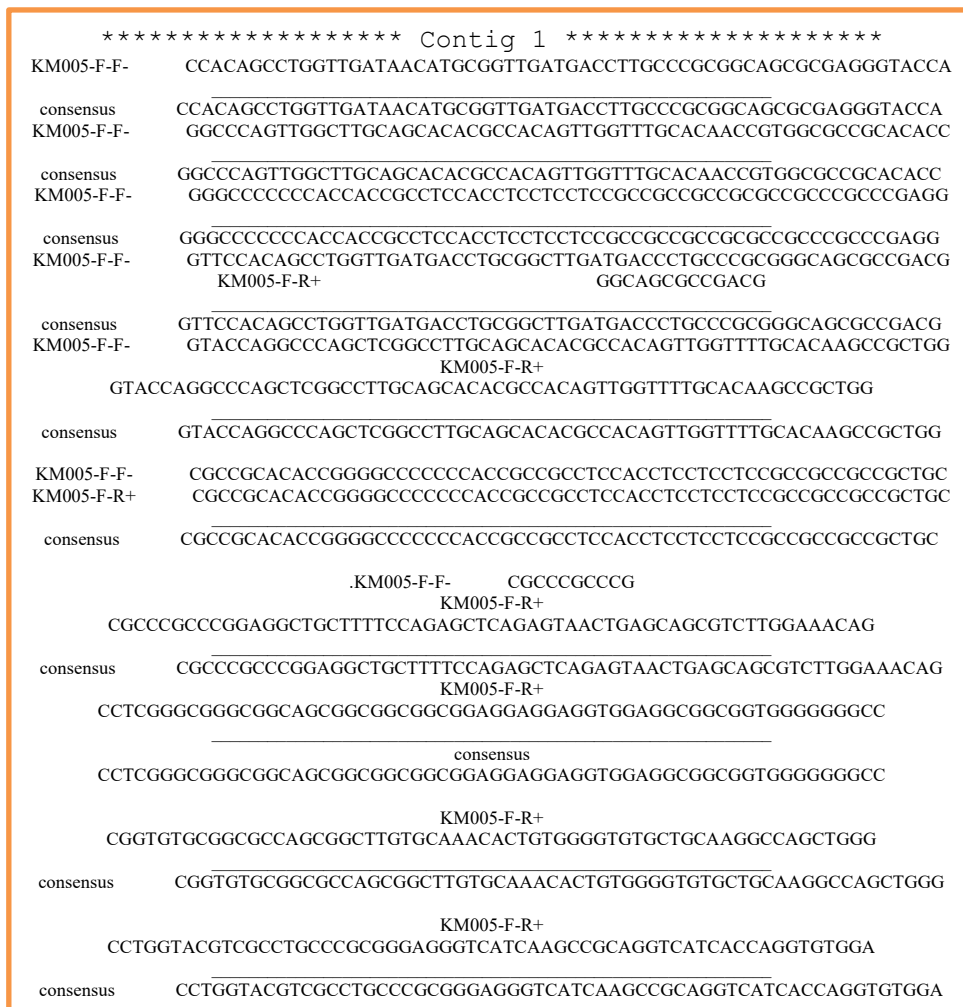 ******************* Contig 1 ********************
KM005-F-F- CCACAGCCTGGTTGATAACATGCGGTTGATGACCTTGCCCGCGGCAGCGCGAGGGTACCA
consensus CCACAGCCTGGTTGATAACATGCGGTTGATGACCTTGCCCGCGGCAGCGCGAGGGTACCA
KM005-F-F- GGCCCAGTTGGCTTGCAGCACACGCCACAGTTGGTTTGCACAACCGTGGCGCCGCACACC
consensus GGCCCAGTTGGCTTGCAGCACACGCCACAGTTGGTTTGCACAACCGTGGCGCCGCACACC
KM005-F-F- GGGCCCCCCCACCACCGCCTCCACCTCCTCCTCCGCCGCCGCCGCGCCGCCCGCCCGAGG
consensus GGGCCCCCCCACCACCGCCTCCACCTCCTCCTCCGCCGCCGCCGCGCCGCCCGCCCGAGG
KM005-F-F- GTTCCACAGCCTGGTTGATGACCTGCGGCTTGATGACCCTGCCCGCGGGCAGCGCCGACG
KM005-F-R+ GGCAGCGCCGACG
consensus GTTCCACAGCCTGGTTGATGACCTGCGGCTTGATGACCCTGCCCGCGGGCAGCGCCGACG
KM005-F-F- GTACCAGGCCCAGCTCGGCCTTGCAGCACACGCCACAGTTGGTTTTGCACAAGCCGCTGG
KM005-F-R+
GTACCAGGCCCAGCTCGGCCTTGCAGCACACGCCACAGTTGGTTTTGCACAAGCCGCTGG
consensus GTACCAGGCCCAGCTCGGCCTTGCAGCACACGCCACAGTTGGTTTTGCACAAGCCGCTGG
KM005-F-F- CGCCGCACACCGGGGCCCCCCCACCGCCGCCTCCACCTCCTCCTCCGCCGCCGCCGCTGC
KM005-F-R+ CGCCGCACACCGGGGCCCCCCCACCGCCGCCTCCACCTCCTCCTCCGCCGCCGCCGCTGC
consensus CGCCGCACACCGGGGCCCCCCCACCGCCGCCTCCACCTCCTCCTCCGCCGCCGCCGCTGC
.KM005-F-F- CGCCCGCCCG
KM005-F-R+
CGCCCGCCCGGAGGCTGCTTTTCCAGAGCTCAGAGTAACTGAGCAGCGTCTTGGAAACAG
consensus CGCCCGCCCGGAGGCTGCTTTTCCAGAGCTCAGAGTAACTGAGCAGCGTCTTGGAAACAG
KM005-F-R+
CCTCGGGCGGGCGGCAGCGGCGGCGGCGGAGGAGGAGGTGGAGGCGGCGGTGGGGGGGCC
consensus
CCTCGGGCGGGCGGCAGCGGCGGCGGCGGAGGAGGAGGTGGAGGCGGCGGTGGGGGGGCC
KM005-F-R+
CGGTGTGCGGCGCCAGCGGCTTGTGCAAACACTGTGGGGTGTGCTGCAAGGCCAGCTGGG
consensus CGGTGTGCGGCGCCAGCGGCTTGTGCAAACACTGTGGGGTGTGCTGCAAGGCCAGCTGGG
KM005-F-R+
CCTGGTACGTCGCCTGCCCGCGGGAGGGTCATCAAGCCGCAGGTCATCACCAGGTGTGGA
consensus CCTGGTACGTCGCCTGCCCGCGGGAGGGTCATCAAGCCGCAGGTCATCACCAGGTGTGGA